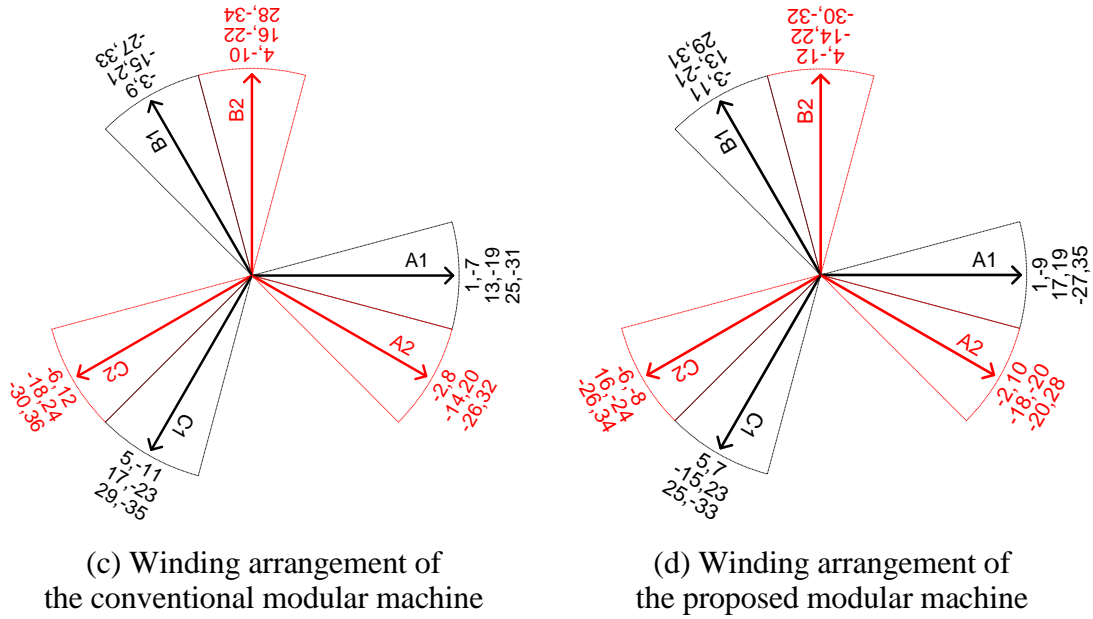 28,-34
16,-22
4,-10
-27,33
-15,21
-3,9
B2
B1
A1
1,-7
13,-19
25,-31
A2
-2,8
-14,20
-26,32
C2
-6,12
-18,24
-30,36
C1
5,-11
17,-23
29,-35
(c) Winding arrangement of
the conventional modular machine
-30,-32
-14,22
4,-12
29,31
13,-21
-3,11
B2
B1
A1
1,-9
17,19
-27,35
A2
-2,10
-18,-20
-20,28
C2
-6,-8
16,-24
-26,34
C1
5,7
-15,23
25,-33
(d) Winding arrangement of
the proposed modular machine